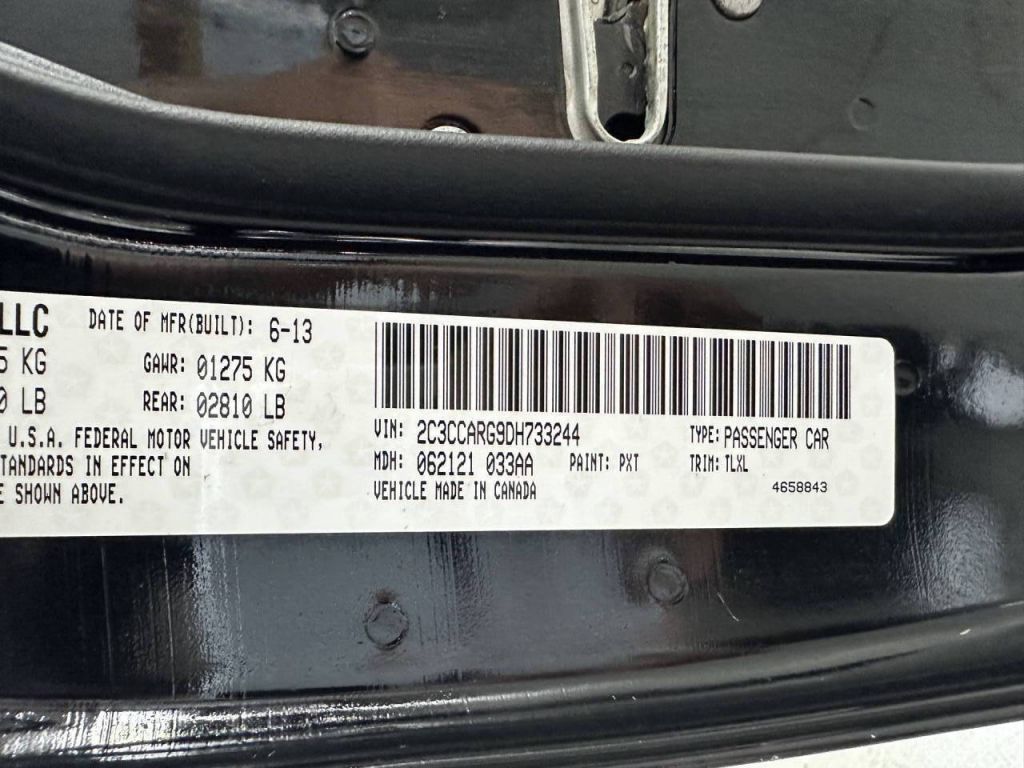 LLC DATE OF MFR(BUILT): 6-13
5 KG GAWR: 01275 KG
0 LB REAR: 02810 LB
U.S.A. FEDERAL MOTOR VEHICLE SAFETY,
TANDARDS IN EFFECT ON
E SHOWN ABOVE.
VIN: 2C3CCARG9DH733244 TYPE: PASSENGER CAR
MDH: 062121 033AA PAINT: PXT TRIM: TLXL
VEHICLE MADE IN CANADA 4658843